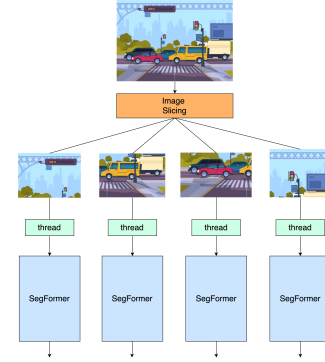 Image
Slicing
thread
thread
thread
thread
SegFormer
SegFormer
SegFormer
SegFormer